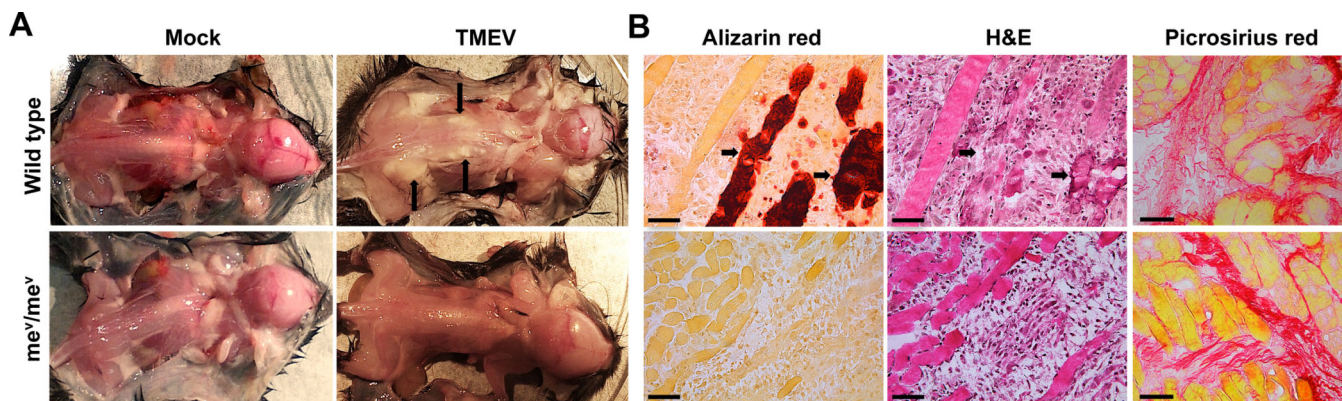 A
Mock
TMEV
Wild type
meᵛ/meᵛ
B
Alizarin red
H&E
Picrosirius red